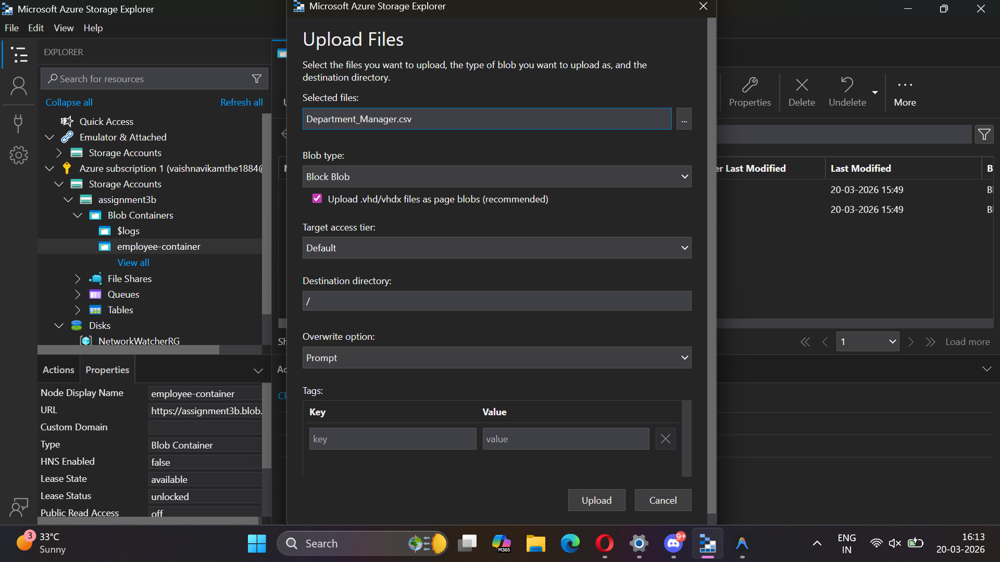 Microsoft Azure Storage Explorer
File Edit View Help
EXPLORER
Search for resources
Collapse all Refresh all
Quick Access
Emulator & Attached
Storage Accounts
Azure subscription 1 (vaishnavikamthe1884@
Storage Accounts
assignment3b
Blob Containers
$logs
employee-container
View all
File Shares
Queues
Tables
Disks
NetworkWatcherRG
Actions Properties
Node Display Name employee-container
URL https://assignment3b.blob.
Custom Domain
Type Blob Container
HNS Enabled false
Lease State available
Lease Status unlocked
Public Read Access off
Microsoft Azure Storage Explorer
Upload Files
Select the files you want to upload, the type of blob you want to upload as, and the
destination directory.
Selected files:
Department_Manager.csv ...
Blob type:
Block Blob
Upload .vhd/vhdx files as page blobs (recommended)
Target access tier:
Default
Destination directory:
/
Overwrite option:
Prompt
Tags:
Key Value
key value
Upload Cancel
Properties Delete Undelete More
er Last Modified Last Modified B
20-03-2026 15:49 Bl
20-03-2026 15:49 Bl
1 Load more
3 33°C
Sunny
Search
M365
9+
ENG
IN
16:13
20-03-2026